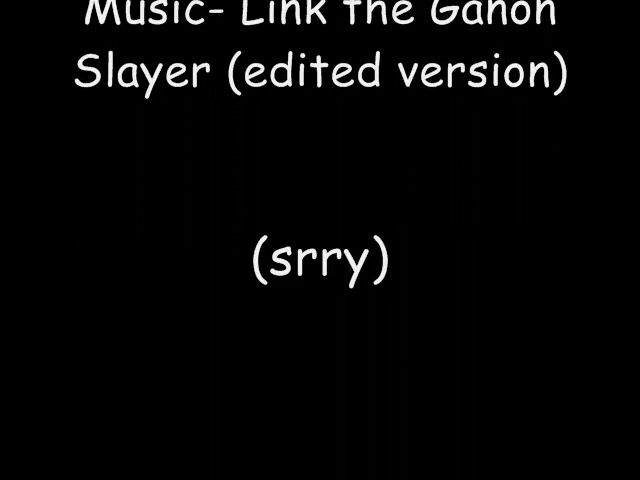 Music- Link the Ganon
Slayer (edited version)
(srry)